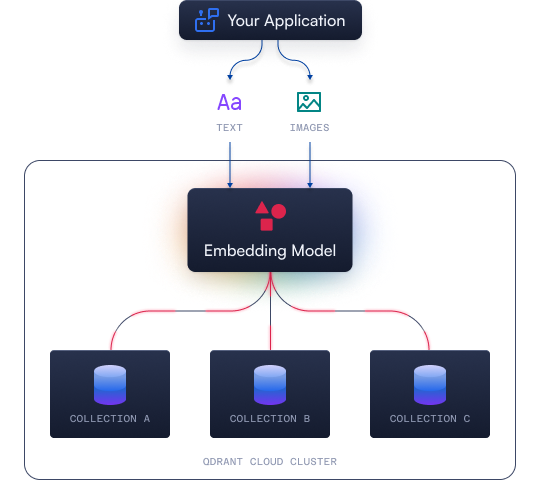 Your Application
Aa
TEXT
IMAGES
Embedding Model
COLLECTION A
COLLECTION B
COLLECTION C
QDRANT CLOUD CLUSTER